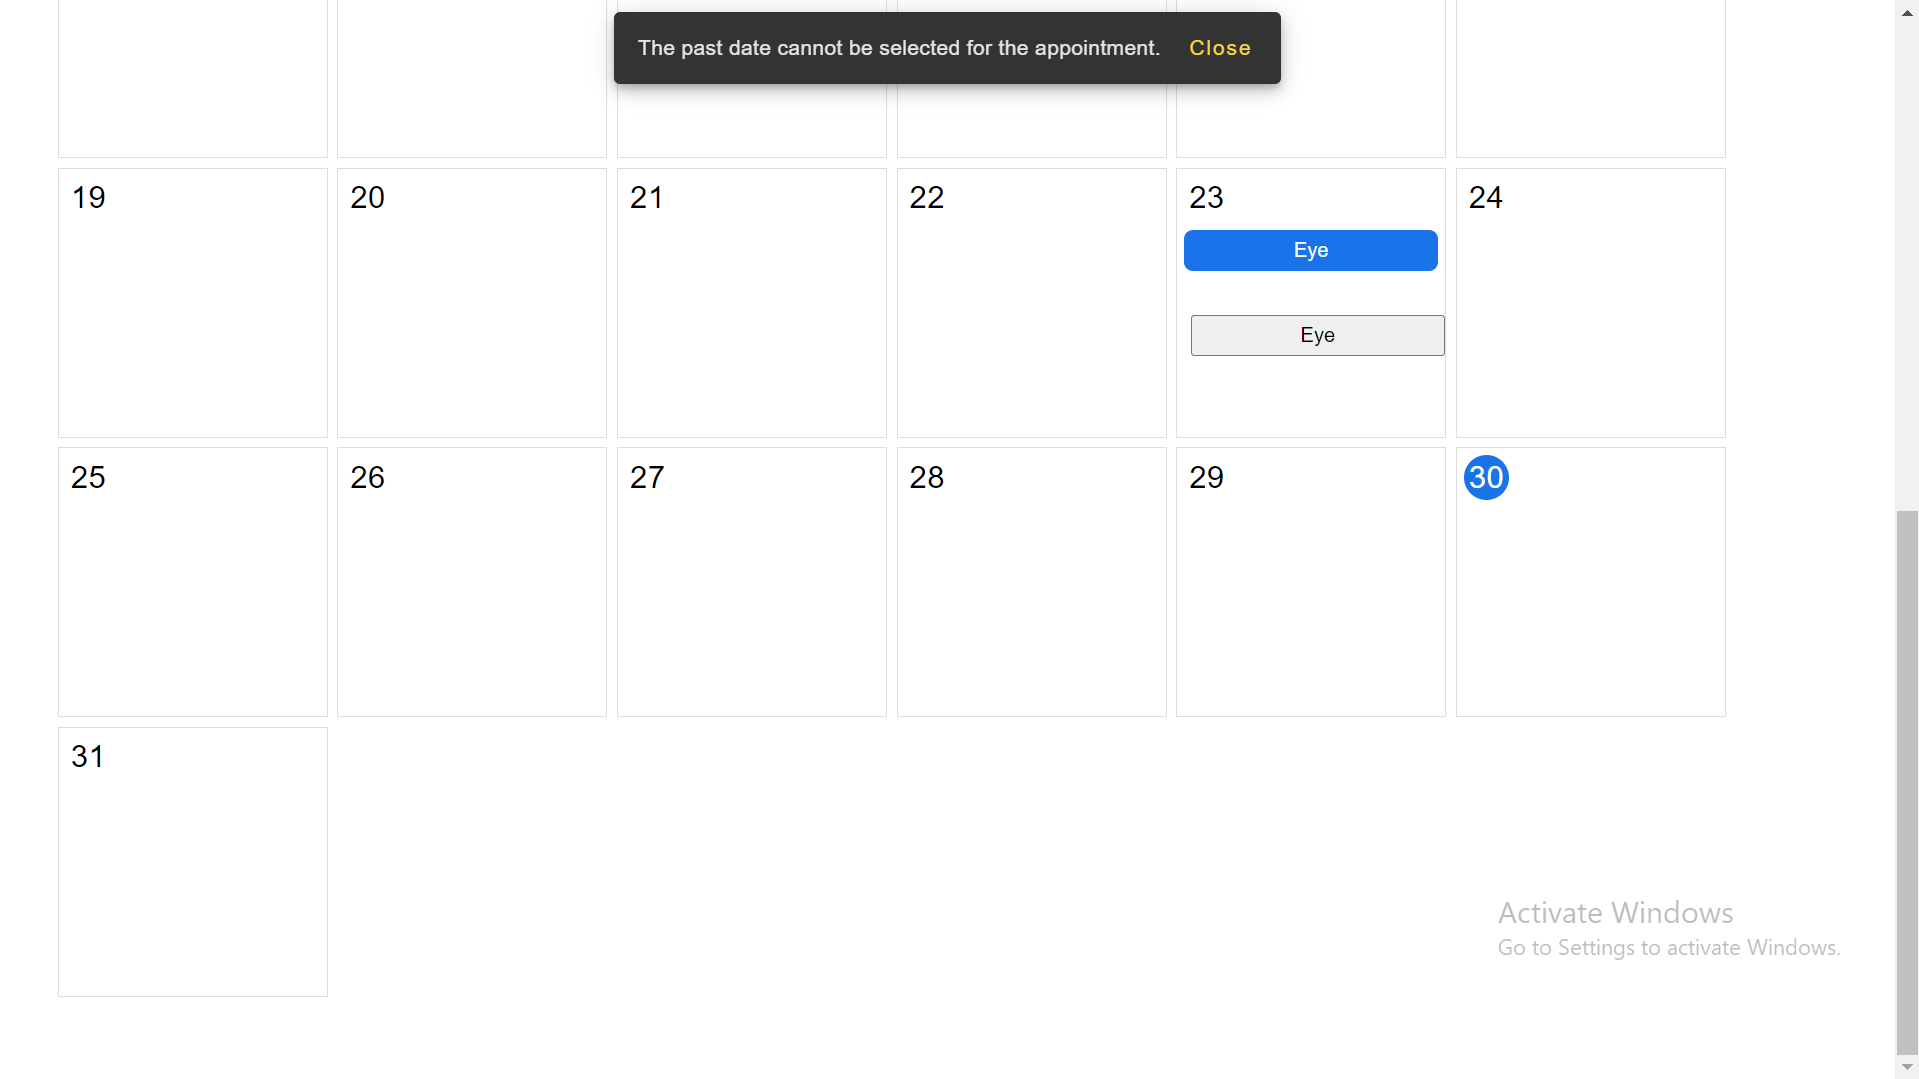 The past date cannot be selected for the appointment. Close
19 20 21 22 23 24
Eye
Eye
25 26 27 28 29 30
31
Activate Windows
Go to Settings to activate Windows.